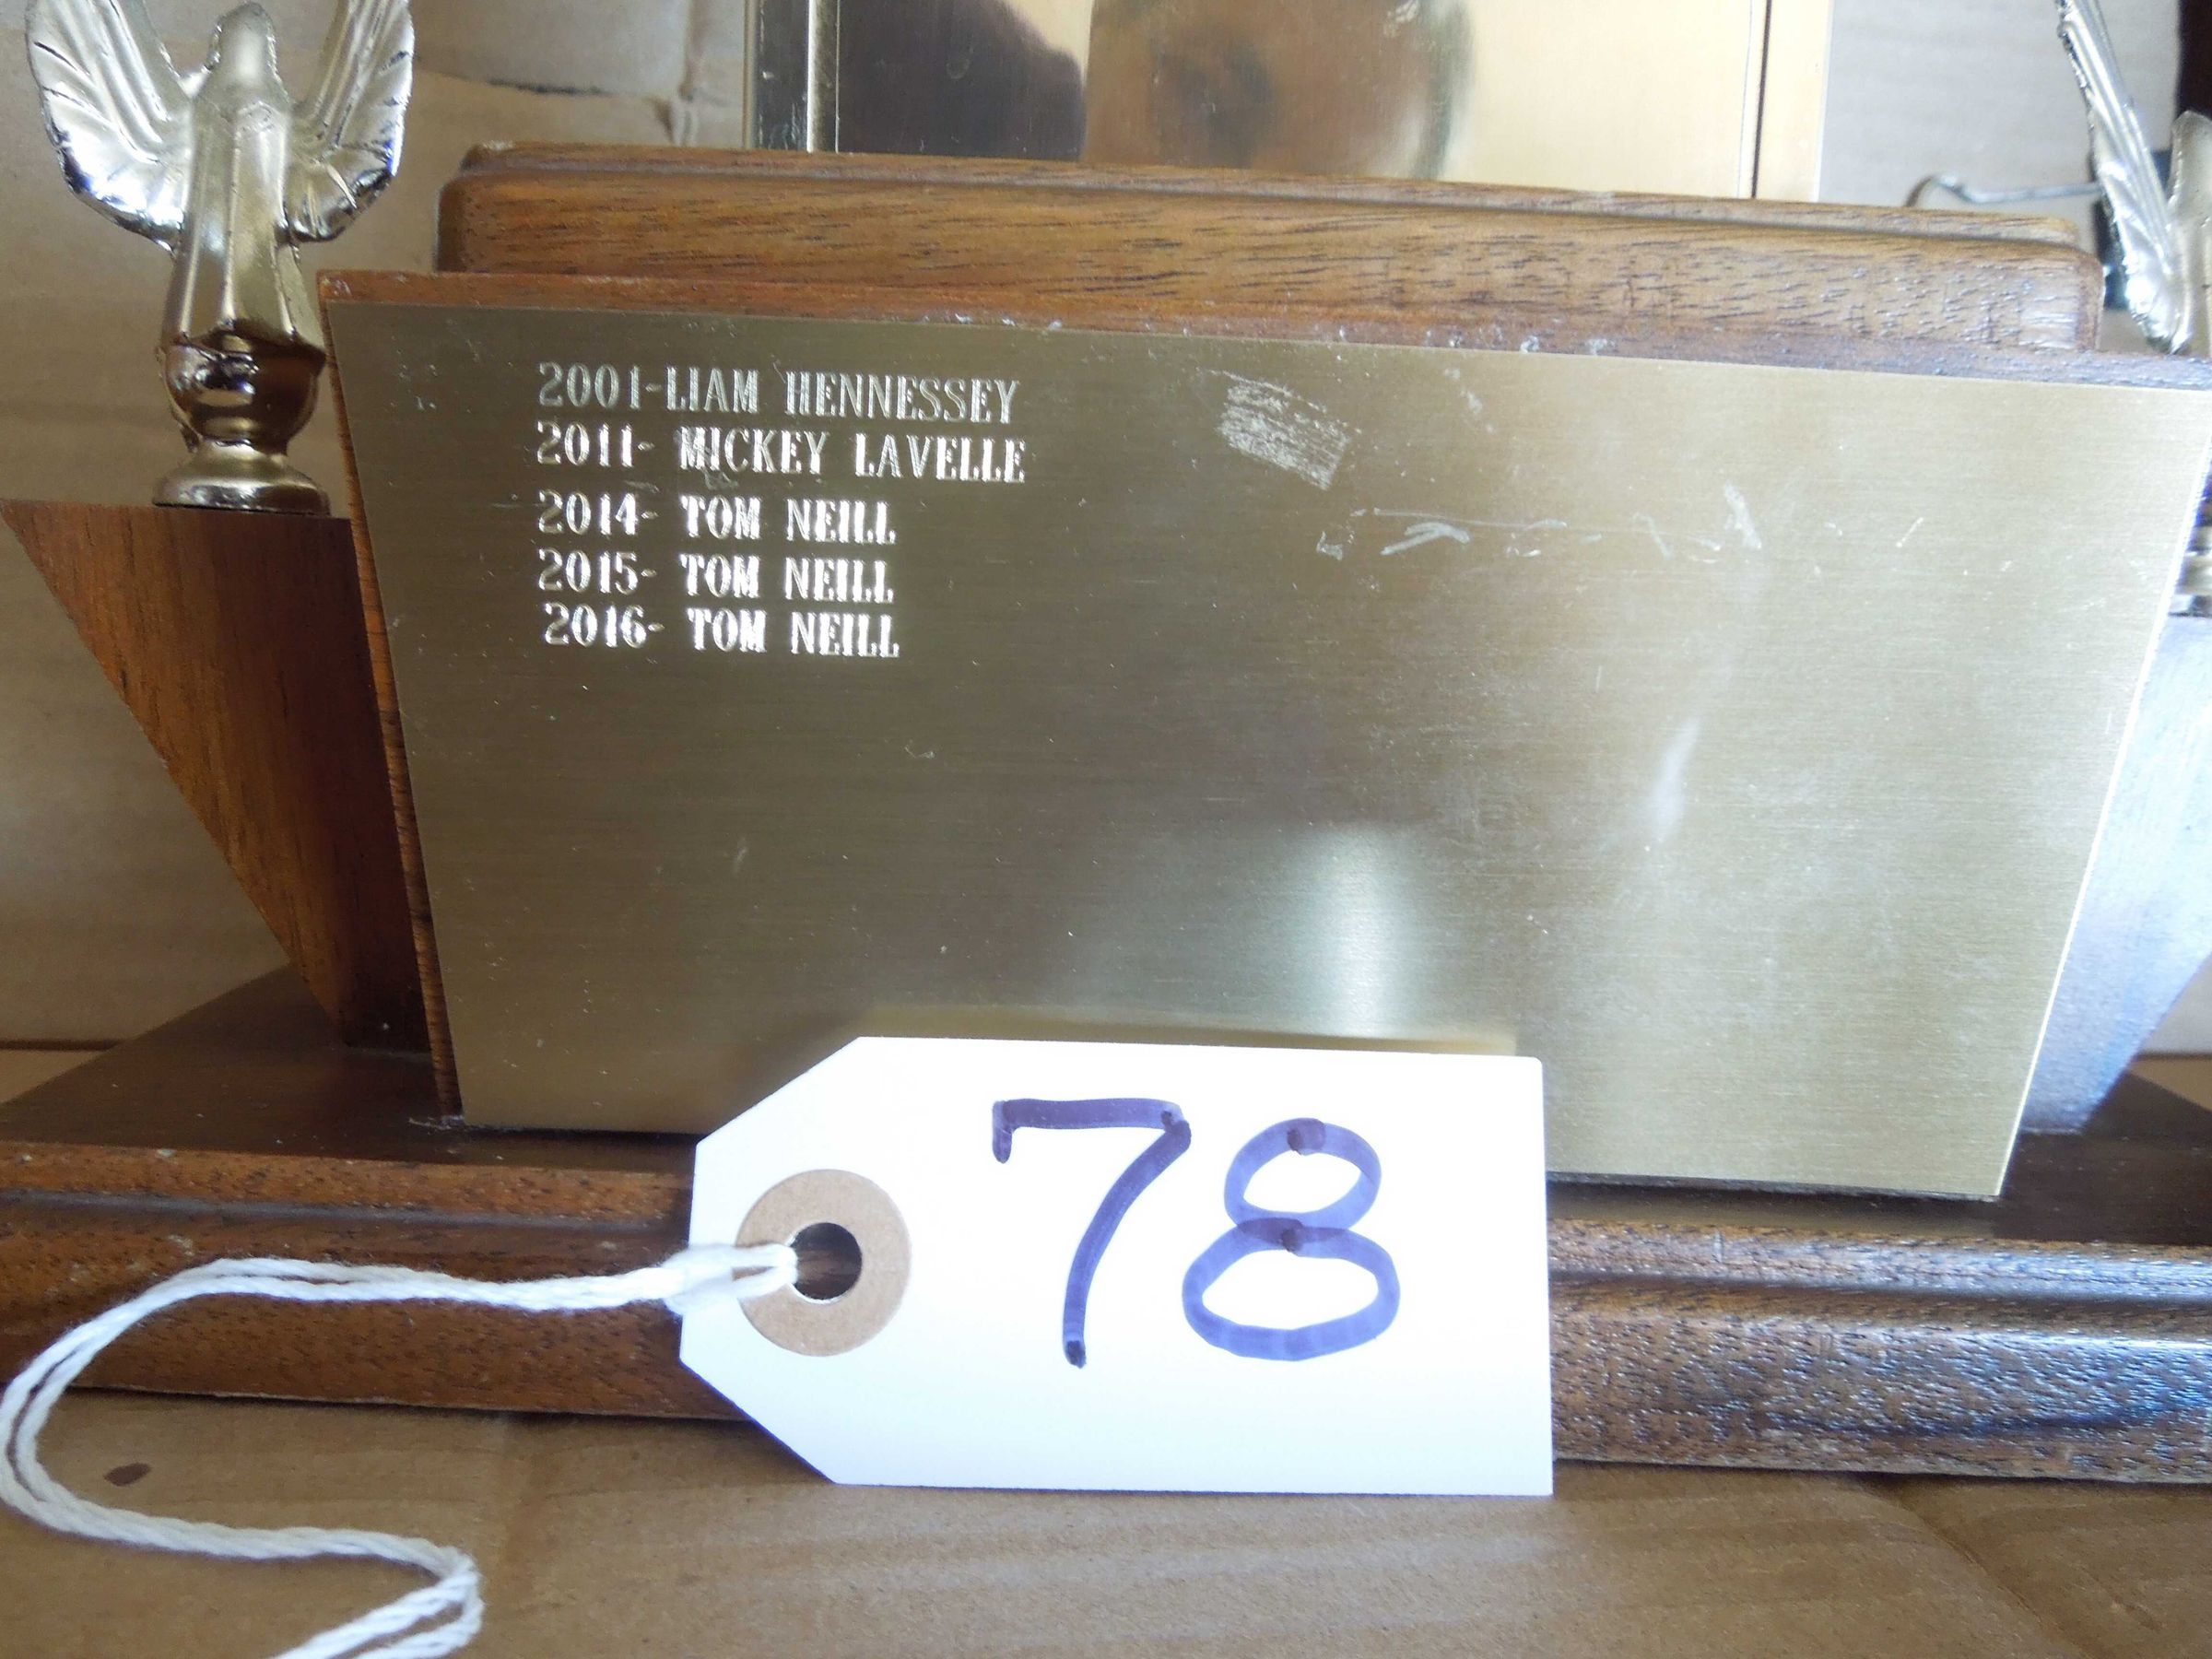 2001-LIAM HENNESSEY
2011- MICKEY LAVELLE
2014- TOM NEILL
2015- TOM NEILL
2016- TOM NEILL
78